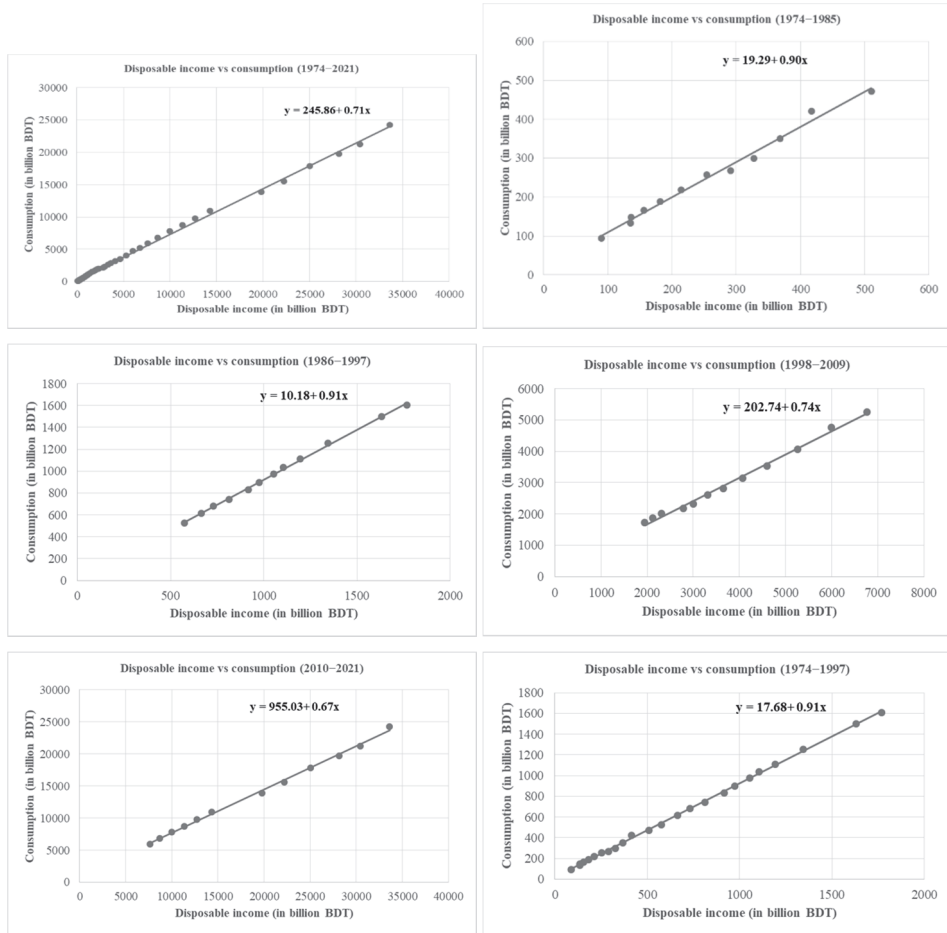 Disposable income vs consumption (1974−2021)
y = 245.86+0.71x
Consumption (in billion BDT)
30000
25000
20000
15000
10000
5000
0
0 5000 10000 15000 20000 25000 30000 35000 40000
Disposable income (in billion BDT)
Disposable income vs consumption (1974−1985)
y = 19.29+0.90x
Consumption (in billion BDT)
600
500
400
300
200
100
0
0 100 200 300 400 500 600
Disposable income (in billion BDT)
Disposable income vs consumption (1986−1997)
y = 10.18+0.91x
Consumption (in billion BDT)
1800
1600
1400
1200
1000
800
600
400
200
0
0 500 1000 1500 2000
Disposable income (in billion BDT)
Disposable income vs consumption (1998−2009)
y = 202.74+0.74x
Consumption (in billion BDT)
6000
5000
4000
3000
2000
1000
0
0 1000 2000 3000 4000 5000 6000 7000 8000
Disposable income (in billion BDT)
Disposable income vs consumption (2010−2021)
y = 955.03+0.67x
Consumption (in billion BDT)
30000
25000
20000
15000
10000
5000
0
0 5000 10000 15000 20000 25000 30000 35000 40000
Disposable income (in billion BDT)
Disposable income vs consumption (1974−1997)
y = 17.68+0.91x
Consumption (in billion BDT)
1800
1600
1400
1200
1000
800
600
400
200
0
0 500 1000 1500 2000
Disposable income (in billion BDT)